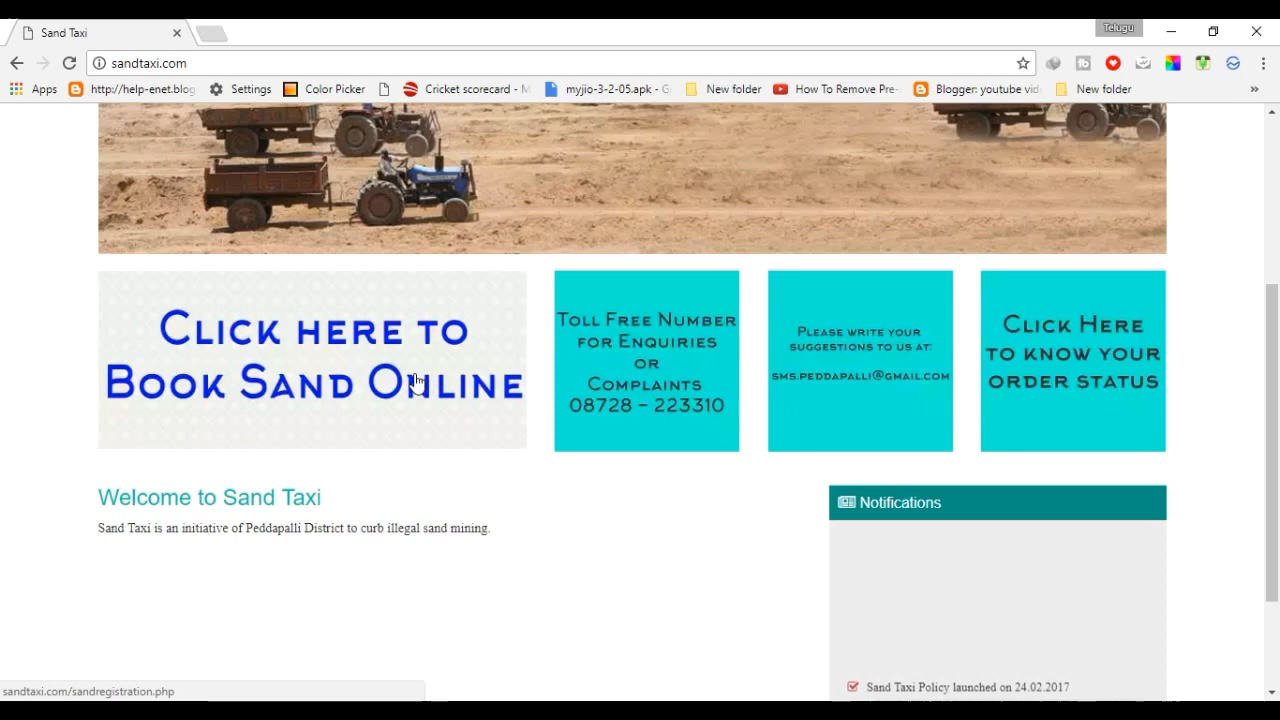 Sand Taxi
Telugu
sandtaxi.com
Apps
http://help-enet.blog
Settings
Color Picker
Cricket scorecard - M
myjio-3-2-05.apk - G
New folder
How To Remove Pre-
Blogger: youtube vid
New folder
»
Click here to
Book Sand Online
Toll Free Number
for Enquiries
or
Complaints
08728 - 223310
Please write your
suggestions to us at:
sms.peddapalli@gmail.com
Click Here
to know your
order status
Welcome to Sand Taxi
Sand Taxi is an initiative of Peddapalli District to curb illegal sand mining.
Notifications
Sand Taxi Policy launched on 24.02.2017
sandtaxi.com/sandregistration.php